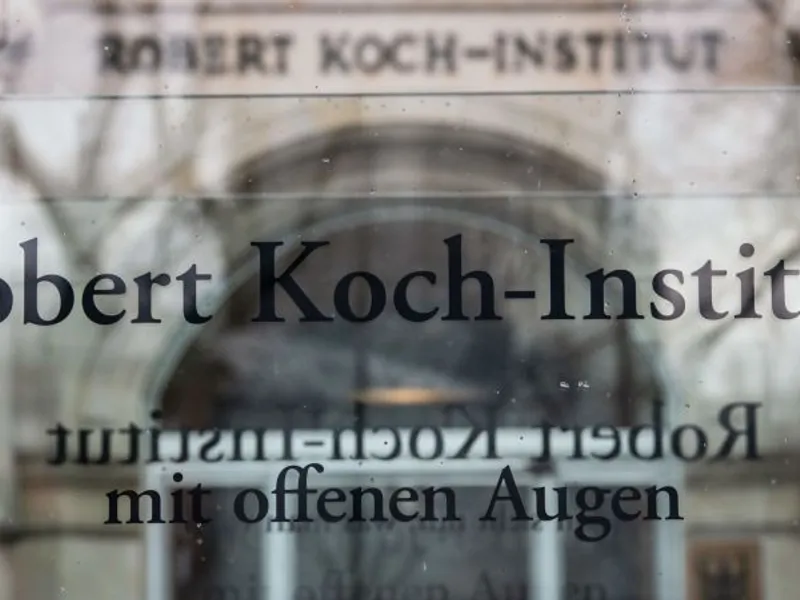 ROBERT KOCH-INSTITUT
obert Koch-Instit
Robert Koch-Institut
mit offenen Augen